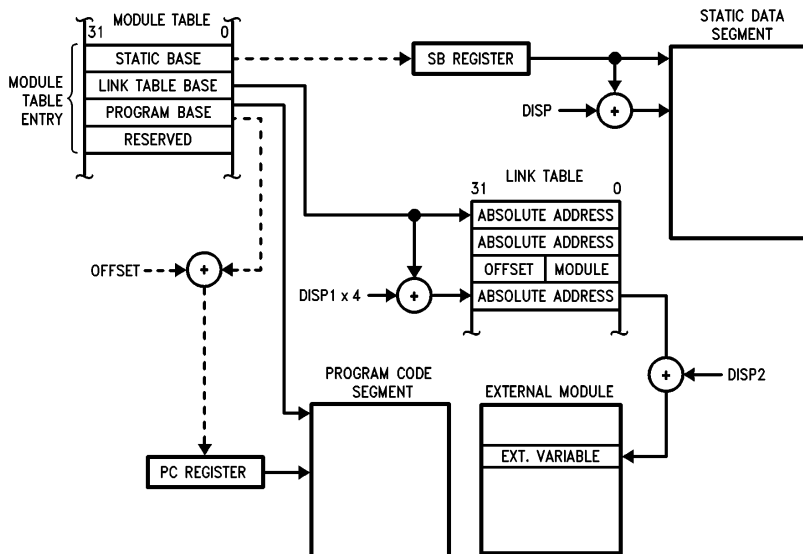 MODULE TABLE
31 0
STATIC BASE
LINK TABLE BASE
PROGRAM BASE
RESERVED
MODULE
TABLE
ENTRY
SB REGISTER
STATIC DATA
SEGMENT
DISP
+
LINK TABLE
31 0
ABSOLUTE ADDRESS
ABSOLUTE ADDRESS
OFFSET MODULE
ABSOLUTE ADDRESS
OFFSET
+
DISP1 x 4
+
+
DISP2
PROGRAM CODE
SEGMENT
EXTERNAL MODULE
EXT. VARIABLE
PC REGISTER